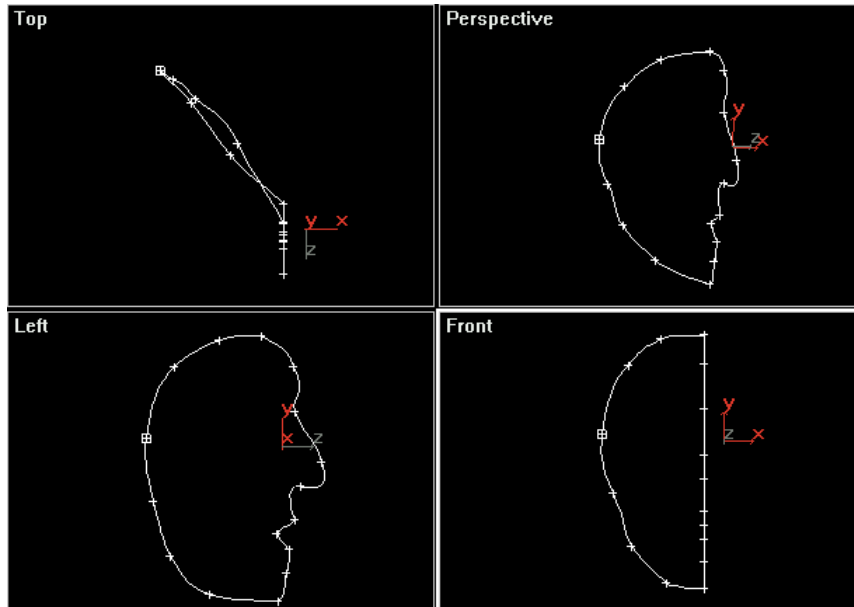 Top
y x
z
Perspective
y
z
x
Left
y
x z
Front
y
z x